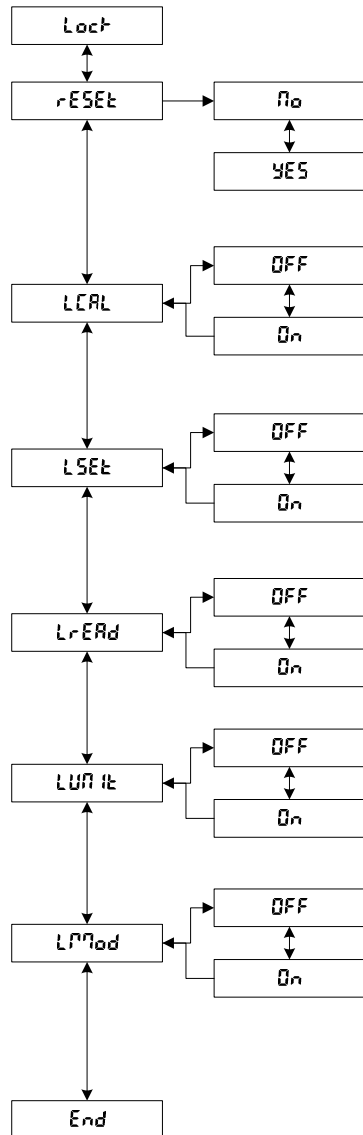 Lock
rESEt
No
YES
LCAL
OFF
On
LSEt
OFF
On
LrEAd
OFF
On
LUNIt
OFF
On
LMMod
OFF
On
End